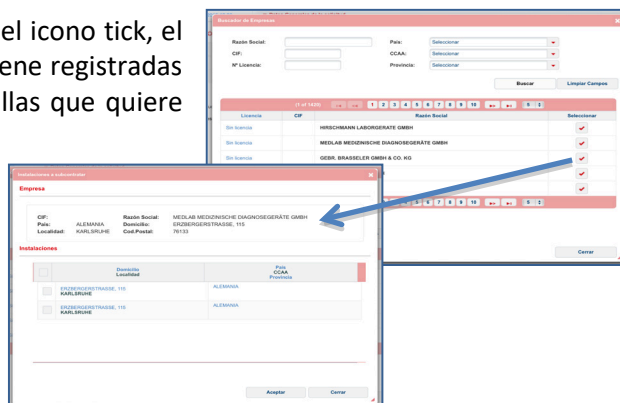 el icono tick, el
iene registradas
llas que quiere
Buscador de Empresas
Razón Social:
País:
Seleccionar
CIF:
CCAA:
Seleccionar
Nº Licencia:
Provincia:
Seleccionar
Buscar
Limpiar Campos
(1 of 1429)
1 2 3 4 5 6 7 8 9 10
5
Licencia
CIF
Razón Social
Seleccionar
Sin licencia
HIRSCHMANN LABORGERATE GMBH
Sin licencia
MEDLAB MEDIZINISCHE DIAGNOSEGERÄTE GMBH
Sin licencia
GEBR. BRASSELER GMBH & CO. KG
5 6 7 8 9 10
5
Cerrar
Instalaciones a subcontratar
Empresa
CIF:
Razón Social:
MEDLAB MEDIZINISCHE DIAGNOSEGERÄTE GMBH
País:
ALEMANIA
Domicilio:
ERZBERGERSTRASSE, 115
Localidad:
KARLSRUHE
Cod.Postal:
76133
Instalaciones
Domicilio
Localidad
País
CCAA
Provincia
ERZBERGERSTRASSE, 115
KARLSRUHE
ALEMANIA
ERZBERGERSTRASSE, 115
KARLSRUHE
ALEMANIA
Aceptar
Cerrar